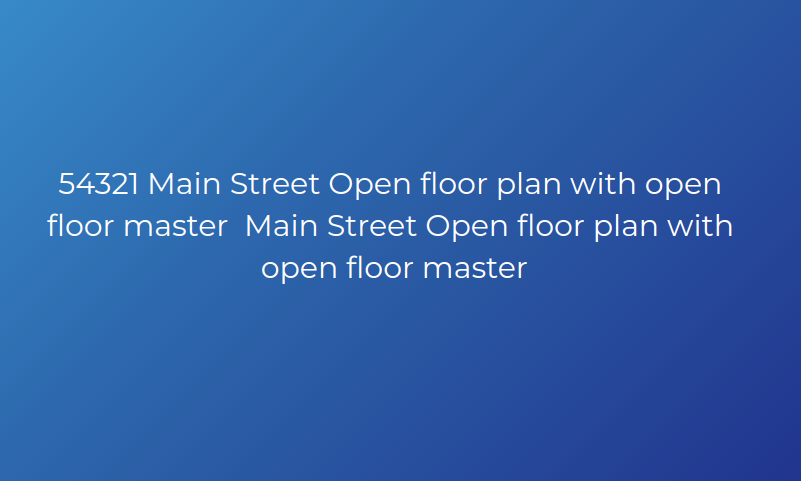 54321 Main Street Open floor plan with open
floor master  Main Street Open floor plan with
open floor master